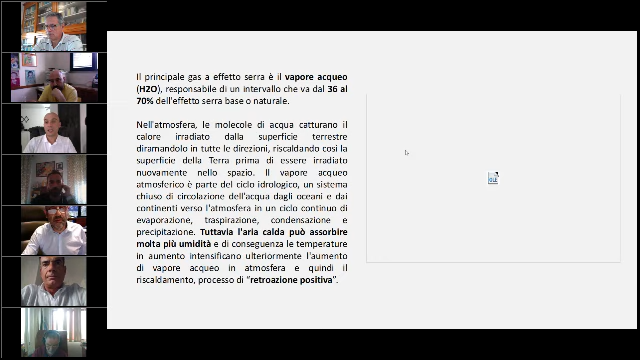 Il principale gas a effetto serra è il vapore acqueo
(H2O), responsabile di un intervallo che va dal 36 al
70% dell'effetto serra base o naturale.
Nell'atmosfera, le molecole di acqua catturano il
calore irradiato dalla superficie terrestre
diramandolo in tutte le direzioni, riscaldando così la
superficie della Terra prima di essere irradiato
nuovamente nello spazio. Il vapore acqueo
atmosferico è parte del ciclo idrologico, un sistema
chiuso di circolazione dell'acqua dagli oceani e dai
continenti verso l'atmosfera in un ciclo continuo di
evaporazione, traspirazione, condensazione e
precipitazione. Tuttavia l'aria calda può assorbire
molta più umidità e di conseguenza le temperature
in aumento intensificano ulteriormente l'aumento
di vapore acqueo in atmosfera e quindi il
riscaldamento, processo di "retroazione positiva".